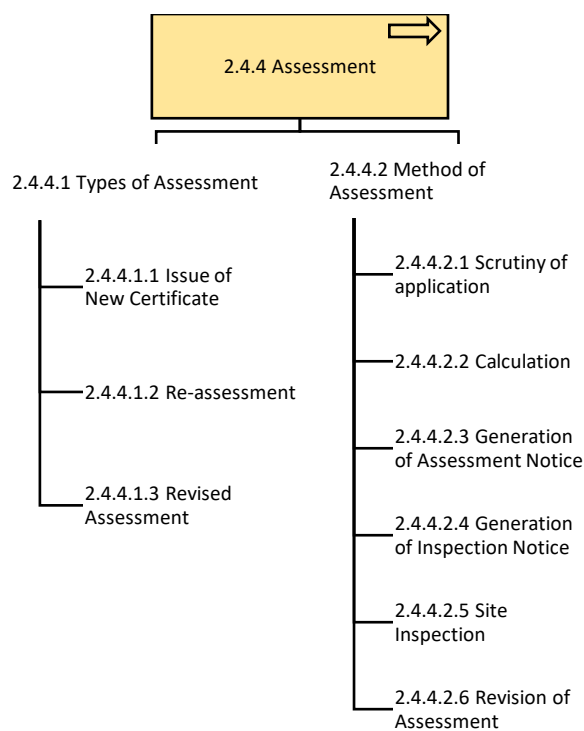 2.4.4 Assessment
2.4.4.1 Types of Assessment
2.4.4.1.1 Issue of
New Certificate
2.4.4.1.2 Re-assessment
2.4.4.1.3 Revised
Assessment
2.4.4.2 Method of
Assessment
2.4.4.2.1 Scrutiny of
application
2.4.4.2.2 Calculation
2.4.4.2.3 Generation
of Assessment Notice
2.4.4.2.4 Generation
of Inspection Notice
2.4.4.2.5 Site
Inspection
2.4.4.2.6 Revision of
Assessment